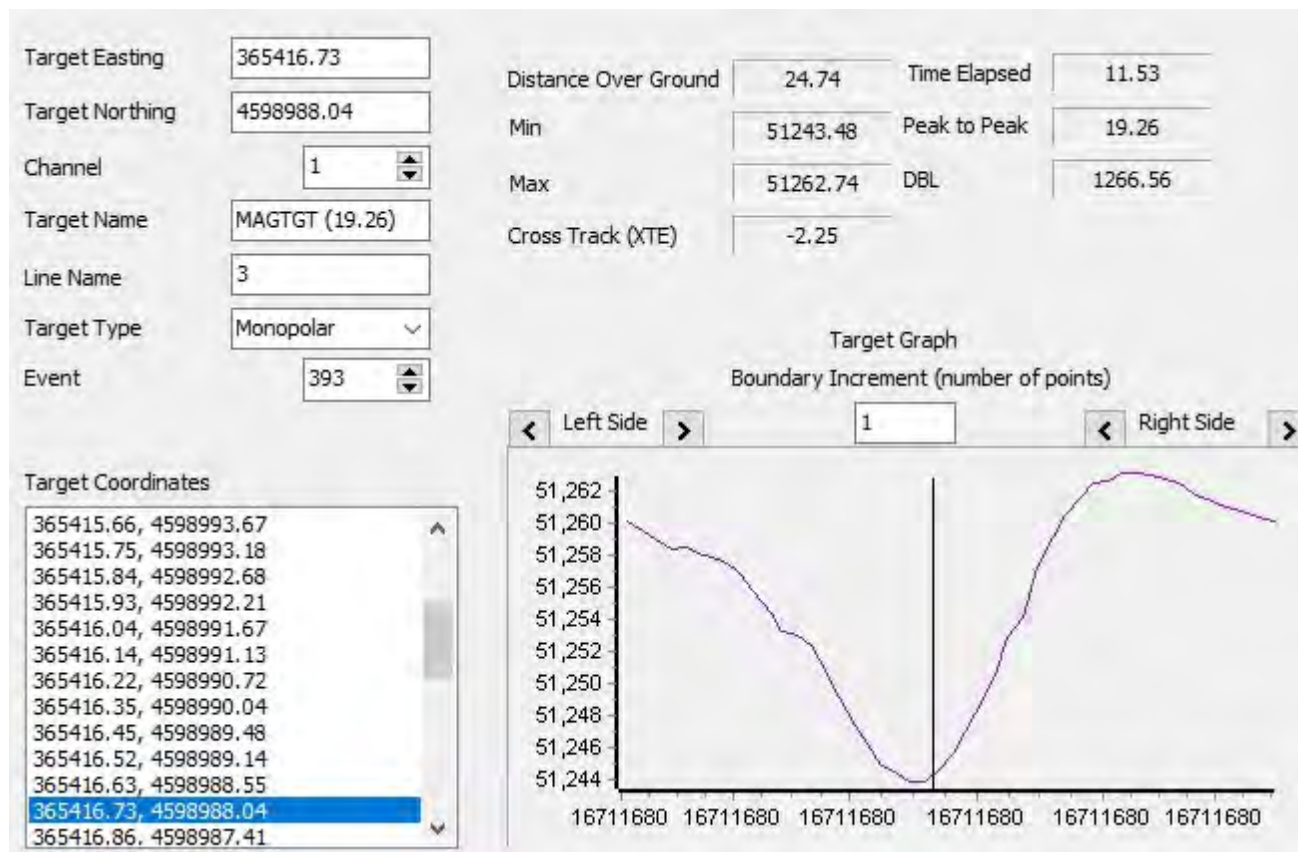 Target Easting 365416.73
Target Northing 4598988.04
Channel 1
Target Name MAGTGT (19.26)
Line Name 3
Target Type Monopolar
Event 393
Distance Over Ground 24.74 Time Elapsed 11.53
Min 51243.48 Peak to Peak 19.26
Max 51262.74 DBL 1266.56
Cross Track (XTE) -2.25
Target Graph
Boundary Increment (number of points)
Left Side 1 Right Side
Target Coordinates
365415.66, 4598993.67
365415.75, 4598993.18
365415.84, 4598992.68
365415.93, 4598992.21
365416.04, 4598991.67
365416.14, 4598991.13
365416.22, 4598990.72
365416.35, 4598990.04
365416.45, 4598989.48
365416.52, 4598989.14
365416.63, 4598988.55
365416.73, 4598988.04
365416.86, 4598987.41
51,262
51,260
51,258
51,256
51,254
51,252
51,250
51,248
51,246
51,244
16711680 16711680 16711680 16711680 16711680 16711680